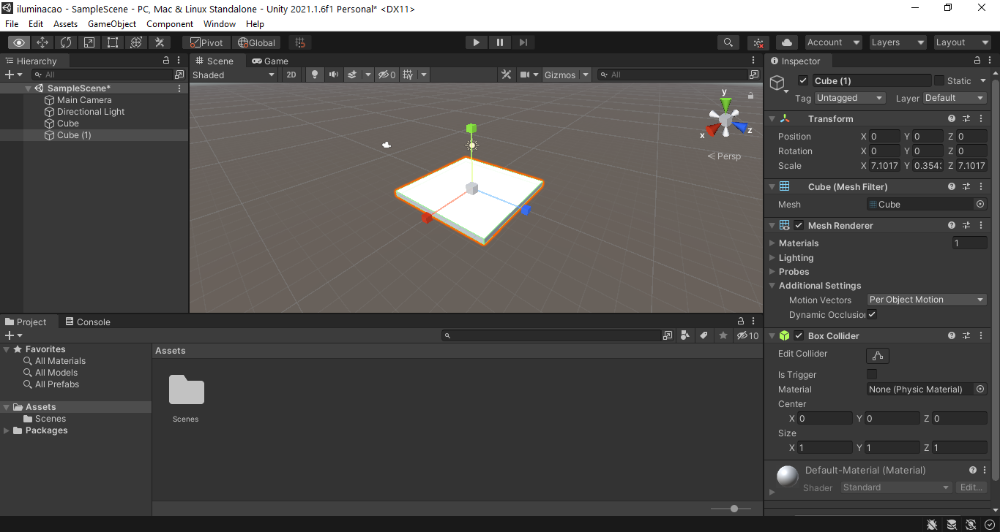 iluminacao - SampleScene - PC, Mac & Linux Standalone - Unity 2021.1.6f1 Personal* <DX11>
File Edit Assets GameObject Component Window Help
Pivot Global Account Layers Layout
Hierarchy
All
SampleScene*
Main Camera
Directional Light
Cube
Cube (1)
Scene Game
Shaded 2D 0 Gizmos All
y
x
z
Persp
Inspector
Cube (1) Static
Tag Untagged Layer Default
Transform
Position X 0 Y 0 Z 0
Rotation X 0 Y 0 Z 0
Scale X 7.1017 Y 0.354 Z 7.1017
Cube (Mesh Filter)
Mesh Cube
Mesh Renderer
Materials 1
Lighting
Probes
Additional Settings
Motion Vectors Per Object Motion
Dynamic Occlusio
Box Collider
Edit Collider
Is Trigger
Material None (Physic Material)
Center
X 0 Y 0 Z 0
Size
X 1 Y 1 Z 1
Default-Material (Material)
Shader Standard Edit...
Project Console
10
Favorites
All Materials
All Models
All Prefabs
Assets
Scenes
Packages
Assets
Scenes